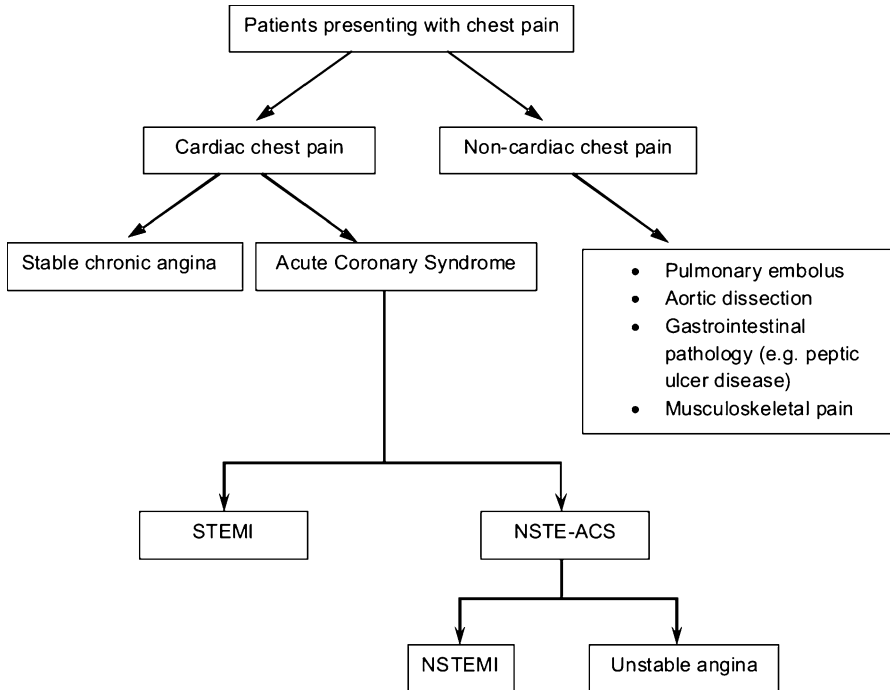 Patients presenting with chest pain
Cardiac chest pain
Non-cardiac chest pain
Stable chronic angina
Acute Coronary Syndrome
• Pulmonary embolus
• Aortic dissection
• Gastrointestinal
pathology (e.g. peptic
ulcer disease)
• Musculoskeletal pain
STEMI
NSTE-ACS
NSTEMI
Unstable angina